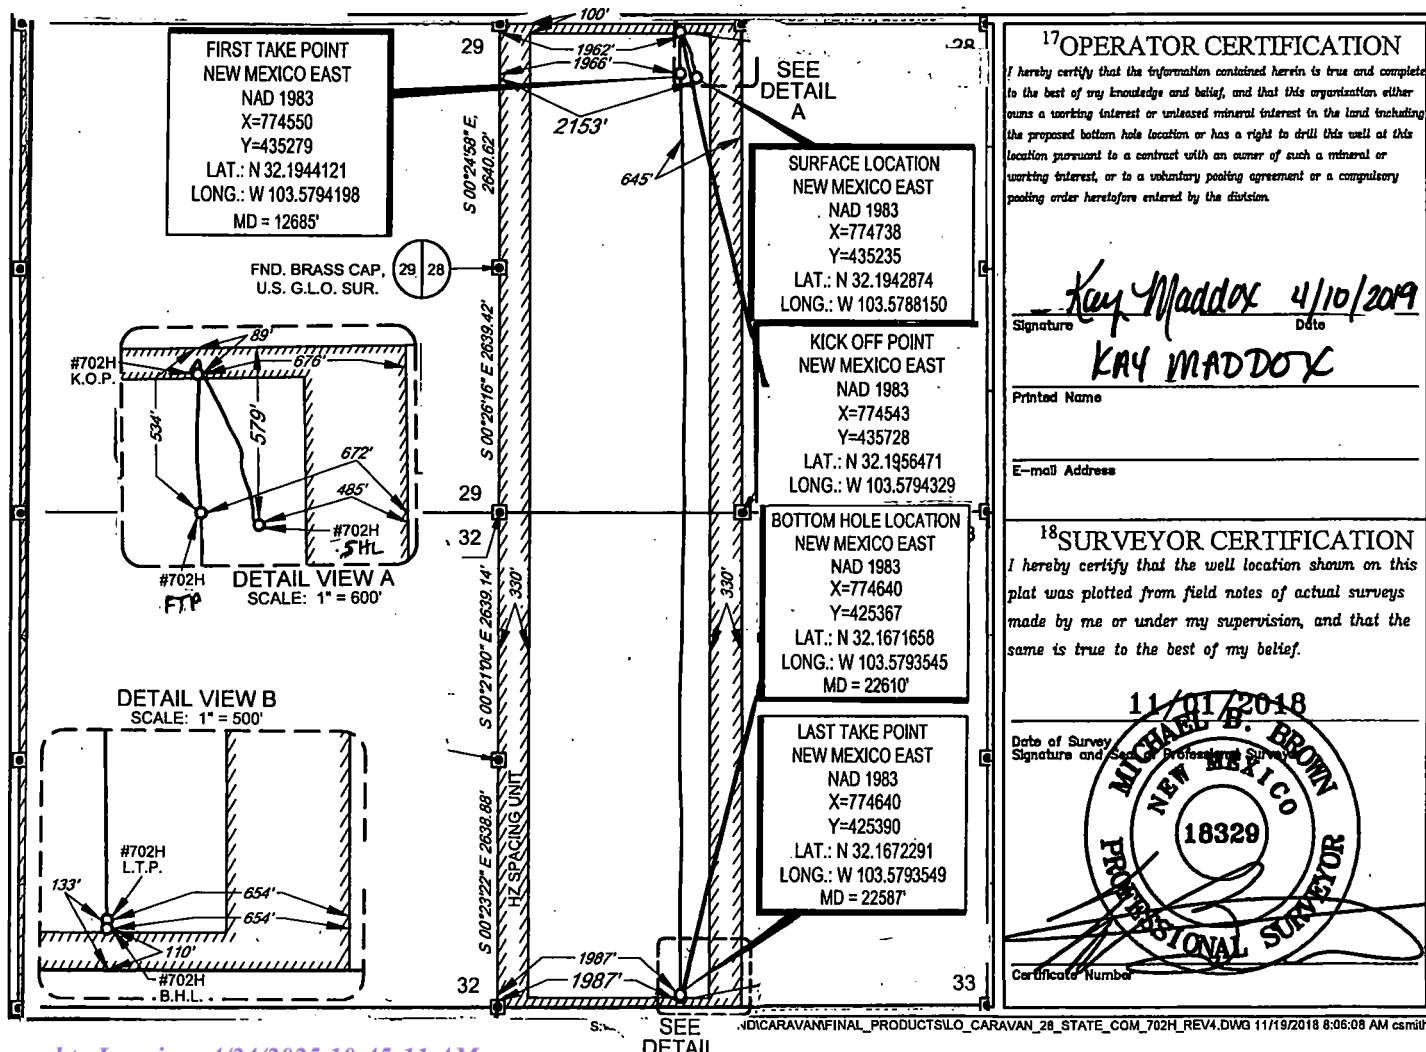 FIRST TAKE POINT
NEW MEXICO EAST
NAD 1983
X=774550
Y=435279
LAT.: N 32.1944121
LONG.: W 103.5794198
MD = 12685'
29
100'
1962'
1966'
2153'
28
SEE
DETAIL
A
645'
S 00°24'58" E,
2640.62'
SURFACE LOCATION
NEW MEXICO EAST
NAD 1983
X=774738
Y=435235
LAT.: N 32.1942874
LONG.: W 103.5788150
FND. BRASS CAP,
U.S. G.L.O. SUR.
29 28
S 00°26'16" E 2639.42'
KICK OFF POINT
NEW MEXICO EAST
NAD 1983
X=774543
Y=435728
LAT.: N 32.1956471
LONG.: W 103.5794329
89'
#702H
K.O.P.
676'
534'
579'
672'
485'
#702H
SHL
#702H
FTP
DETAIL VIEW A
SCALE: 1" = 600'
29
32
S 00°21'00" E 2639.14'
330'
330'
BOTTOM HOLE LOCATION
NEW MEXICO EAST
NAD 1983
X=774640
Y=425367
LAT.: N 32.1671658
LONG.: W 103.5793545
MD = 22610'
LAST TAKE POINT
NEW MEXICO EAST
NAD 1983
X=774640
Y=425390
LAT.: N 32.1672291
LONG.: W 103.5793549
MD = 22587'
DETAIL VIEW B
SCALE: 1" = 500'
#702H
L.T.P.
133'
654'
654'
110'
#702H
B.H.L.
S 00°23'22" E 2638.88'
HZ SPACING UNIT
32
1987'
1987'
33
SEE
DETAIL
17OPERATOR CERTIFICATION
I hereby certify that the information contained herein is true and complete
to the best of my knowledge and belief, and that this organization either
owns a working interest or unleased mineral interest in the land including
the proposed bottom hole location or has a right to drill this well at this
location pursuant to a contract with an owner of such a mineral or
working interest, or to a voluntary pooling agreement or a compulsory
pooling order heretofore entered by the division.
Kay Maddox 4/10/2019
Signature Date
KAY MADDOX
Printed Name
E-mail Address
18SURVEYOR CERTIFICATION
I hereby certify that the well location shown on this
plat was plotted from field notes of actual surveys
made by me or under my supervision, and that the
same is true to the best of my belief.
11/01/2018
Date of Survey
Signature and Seal of Professional Surveyor
MICHAEL B. BROWN
NEW MEXICO
18329
PROFESSIONAL SURVEYOR
Certificate Number
ND\CARAVAN\FINAL_PRODUCTS\LO_CARAVAN_28_STATE_COM_702H_REV4.DWG 11/19/2018 8:06:08 AM csmith
4/24/2025 10:45:11 AM